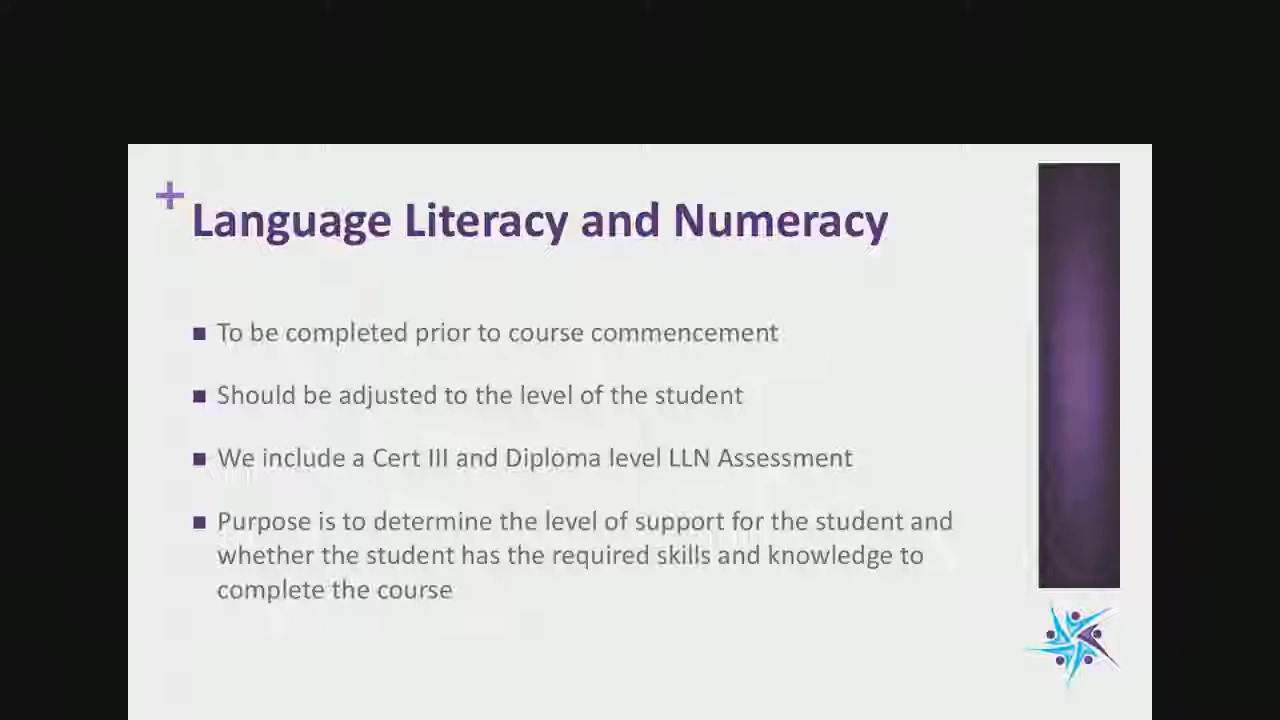 +
Language Literacy and Numeracy
■ To be completed prior to course commencement
■ Should be adjusted to the level of the student
■ We include a Cert III and Diploma level LLN Assessment
■ Purpose is to determine the level of support for the student and
whether the student has the required skills and knowledge to
complete the course